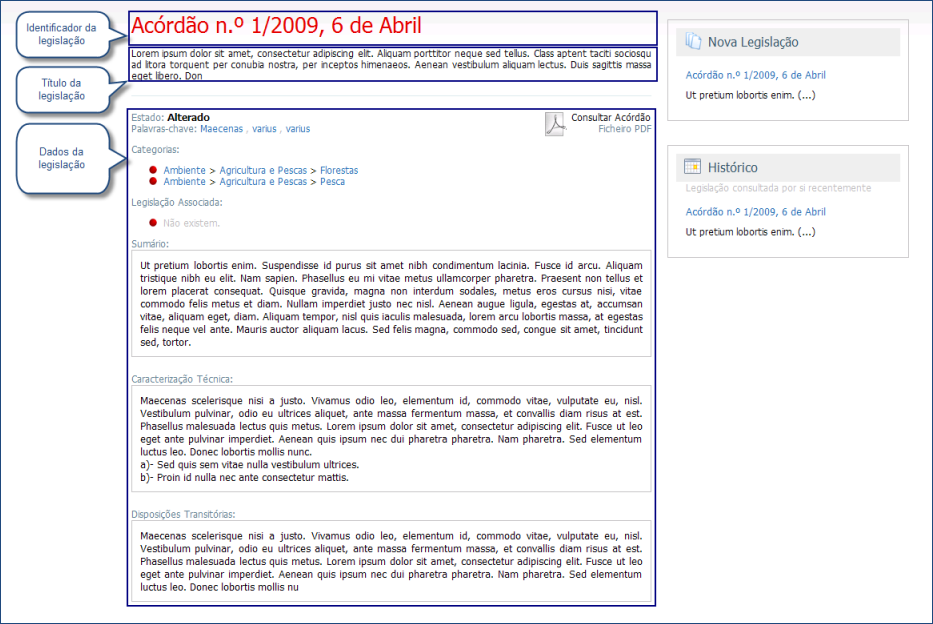 Identificador da
legislação
Acórdão n.º 1/2009, 6 de Abril
Título da
legislação
Lorem ipsum dolor sit amet, consectetur adipiscing elit. Aliquam porttitor neque sed tellus. Class aptent taciti sociosqu
ad litora torquent per conubia nostra, per inceptos himenaeos. Aenean vestibulum aliquam lectus. Duis sagittis massa
eget libero. Don
Dados da
legislação
Estado: Alterado
Palavras-chave: Maecenas , varius , varius
Consultar Acórdão
Ficheiro PDF
Categorias:
Ambiente > Agricultura e Pescas > Florestas
Ambiente > Agricultura e Pescas > Pesca
Legislação Associada:
Não existem.
Sumário:
Ut pretium lobortis enim. Suspendisse id purus sit amet nibh condimentum lacinia. Fusce id arcu. Aliquam
tristique nibh eu elit. Nam sapien. Phasellus eu mi vitae metus ullamcorper pharetra. Praesent non tellus et
lorem placerat consequat. Quisque gravida, magna non interdum sodales, metus eros cursus nisi, vitae
commodo felis metus et diam. Nullam imperdiet justo nec nisl. Aenean augue ligula, egestas at, accumsan
vitae, aliquam eget, diam. Aliquam tempor, nisl quis iaculis malesuada, lorem arcu lobortis massa, at egestas
felis neque vel ante. Mauris auctor aliquam lacus. Sed felis magna, commodo sed, congue sit amet, tincidunt
sed, tortor.
Caracterização Técnica:
Maecenas scelerisque nisi a justo. Vivamus odio leo, elementum id, commodo vitae, vulputate eu, nisl.
Vestibulum pulvinar, odio eu ultrices aliquet, ante massa fermentum massa, et convallis diam risus at est.
Phasellus malesuada lectus quis metus. Lorem ipsum dolor sit amet, consectetur adipiscing elit. Fusce ut leo
eget ante pulvinar imperdiet. Aenean quis ipsum nec dui pharetra pharetra. Nam pharetra. Sed elementum
luctus leo. Donec lobortis mollis nunc.
a)- Sed quis sem vitae nulla vestibulum ultrices.
b)- Proin id nulla nec ante consectetur mattis.
Disposições Transitórias:
Maecenas scelerisque nisi a justo. Vivamus odio leo, elementum id, commodo vitae, vulputate eu, nisl.
Vestibulum pulvinar, odio eu ultrices aliquet, ante massa fermentum massa, et convallis diam risus at est.
Phasellus malesuada lectus quis metus. Lorem ipsum dolor sit amet, consectetur adipiscing elit. Fusce ut leo
eget ante pulvinar imperdiet. Aenean quis ipsum nec dui pharetra pharetra. Nam pharetra. Sed elementum
luctus leo. Donec lobortis mollis nu
Nova Legislação
Acórdão n.º 1/2009, 6 de Abril
Ut pretium lobortis enim. (...)
Histórico
Legislação consultada por si recentemente
Acórdão n.º 1/2009, 6 de Abril
Ut pretium lobortis enim. (...)